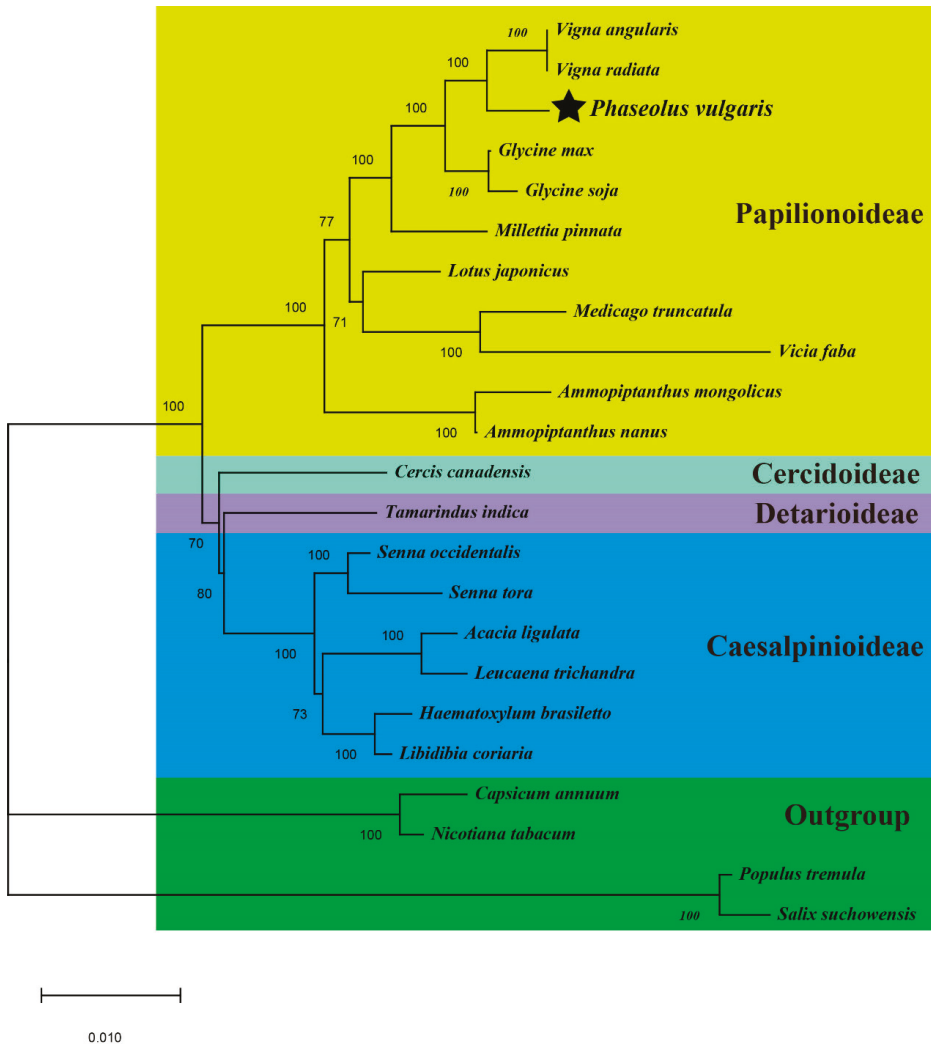 100
Vigna angularis
Vigna radiata
100
Phaseolus vulgaris
100
Glycine max
100
Glycine soja
100
Papilionoideae
77
Millettia pinnata
Lotus japonicus
100
71
Medicago truncatula
100
Vicia faba
Ammopiptanthus mongolicus
100
100
Ammopiptanthus nanus
Cercis canadensis
Cercidoideae
Tamarindus indica
Detarioideae
70
100
Senna occidentalis
80
Senna tora
100
Acacia ligulata
100
Caesalpinioideae
Leucaena trichandra
73
Haematoxylum brasiletto
100
Libidibia coriaria
Capsicum annuum
Outgroup
100
Nicotiana tabacum
Populus tremula
100
Salix suchowensis
0.010